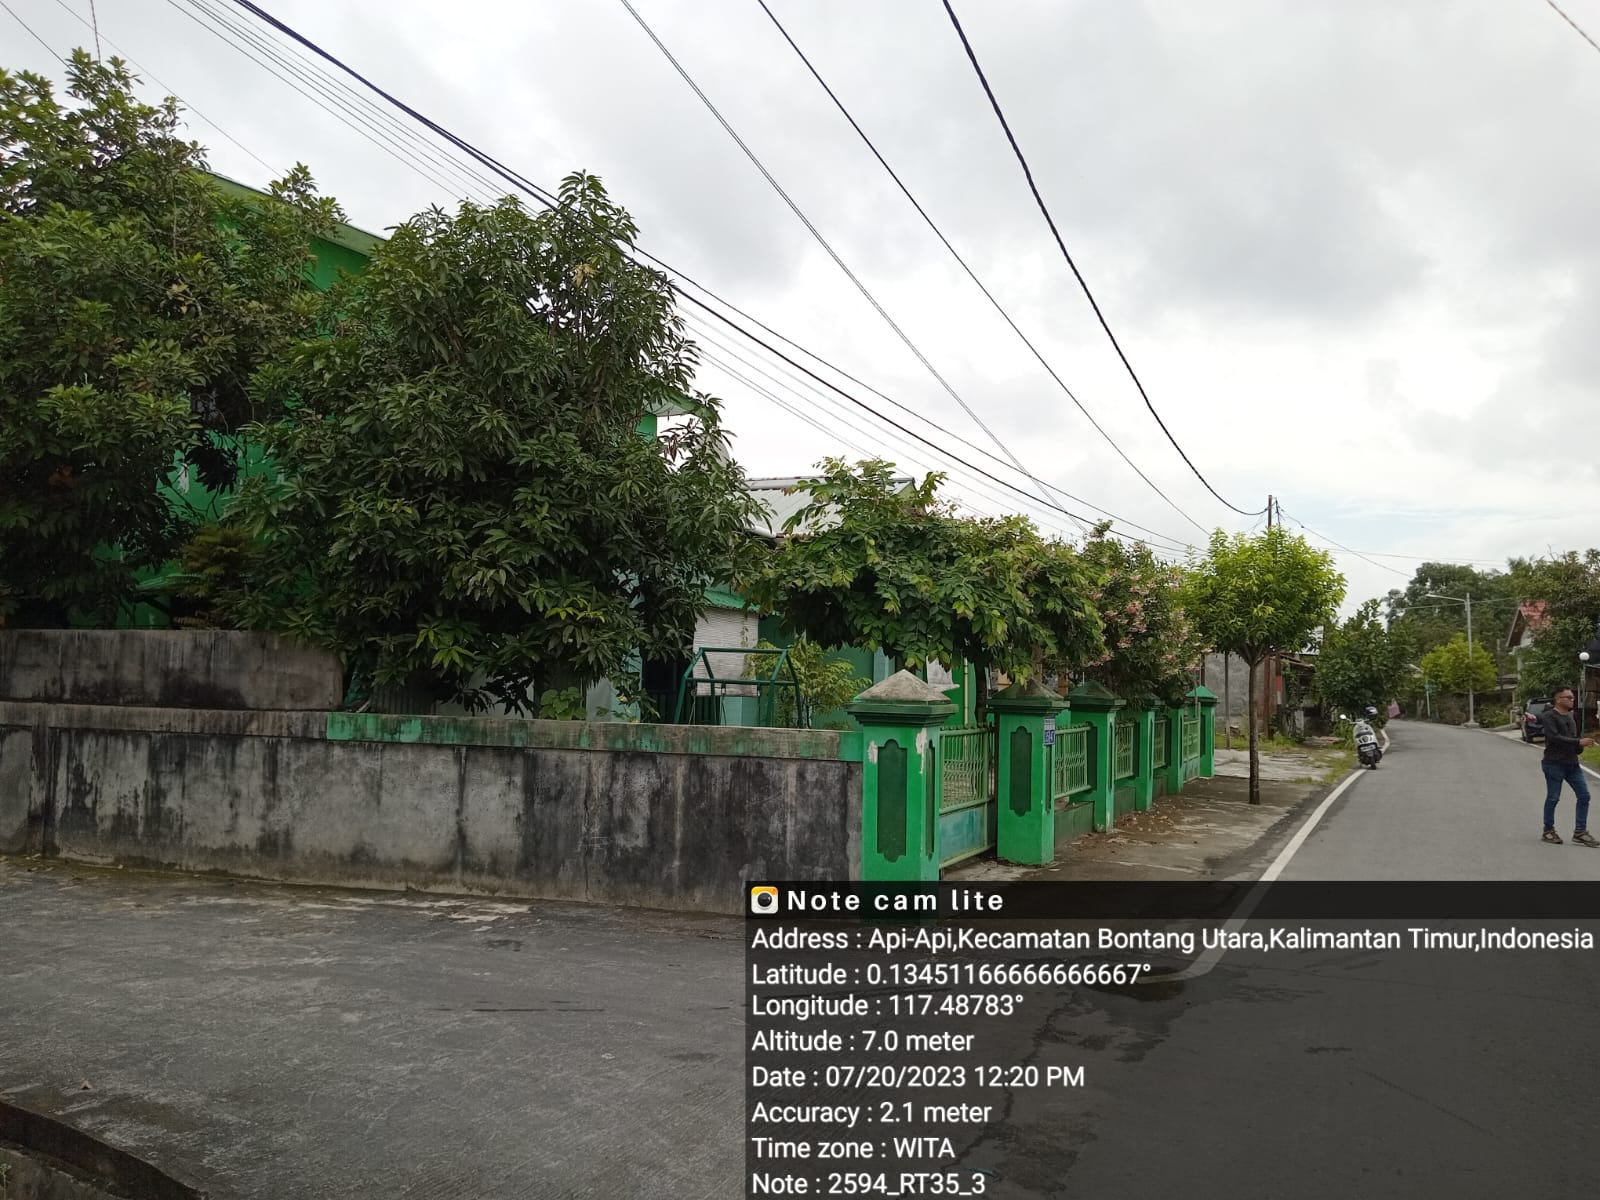 Note cam lite
Address : Api-Api,Kecamatan Bontang Utara,Kalimantan Timur,Indonesia
Latitude : 0.13451166666666667°
Longitude : 117.48783°
Altitude : 7.0 meter
Date : 07/20/2023 12:20 PM
Accuracy : 2.1 meter
Time zone : WITA
Note : 2594_RT35_3